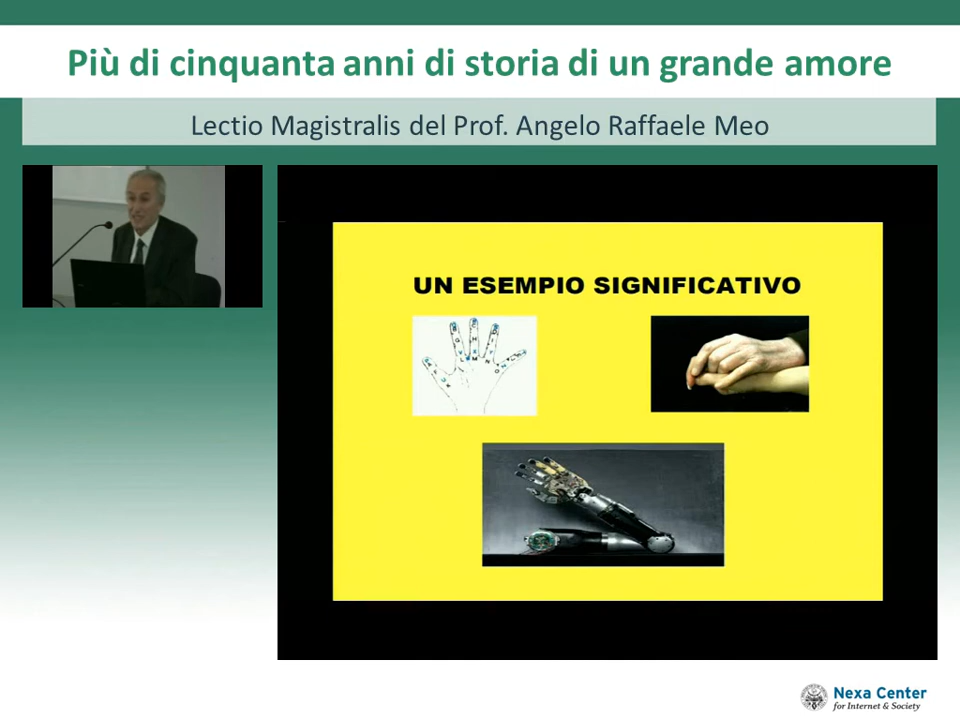 Più di cinquanta anni di storia di un grande amore
Lectio Magistralis del Prof. Angelo Raffaele Meo
UN ESEMPIO SIGNIFICATIVO
Nexa Center
for Internet & Society